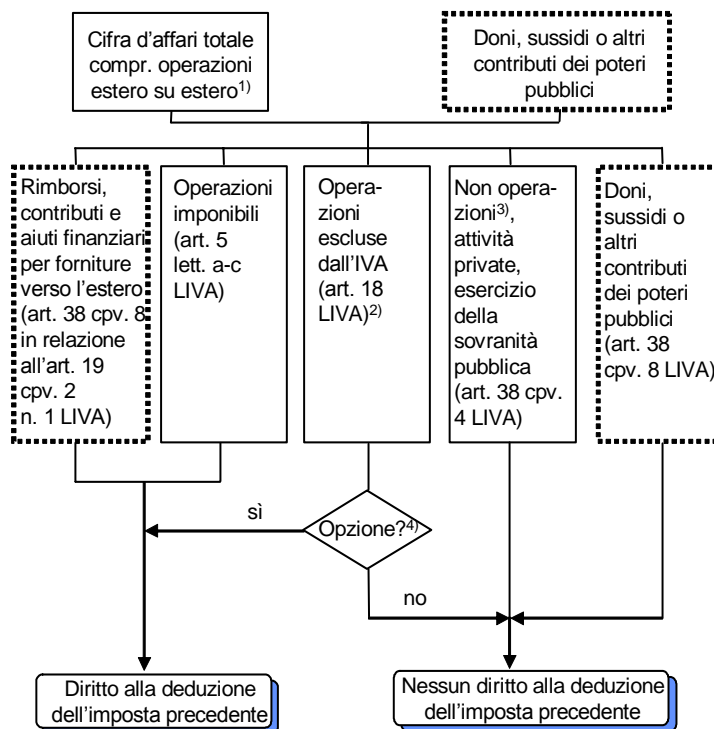 Cifra d'affari totale
compr. operazioni
estero su estero1)
Doni, sussidi o altri
contributi dei poteri
pubblici
Rimborsi,
contributi e
aiuti finanziari
per forniture
verso l'estero
(art. 38 cpv. 8
in relazione
all'art. 19
cpv. 2
n. 1 LIVA)
Operazioni
imponibili
(art. 5
lett. a-c
LIVA)
Opera-
zioni
escluse
dall'IVA
(art. 18
LIVA)2)
Non opera-
zioni3),
attività
private,
esercizio
della
sovranità
pubblica
(art. 38 cpv.
4 LIVA)
Doni,
sussidi o
altri
contributi
dei poteri
pubblici
(art. 38
cpv. 8 LIVA)
sì
Opzione?4)
no
Diritto alla deduzione
dell'imposta precedente
Nessun diritto alla deduzione
dell'imposta precedente